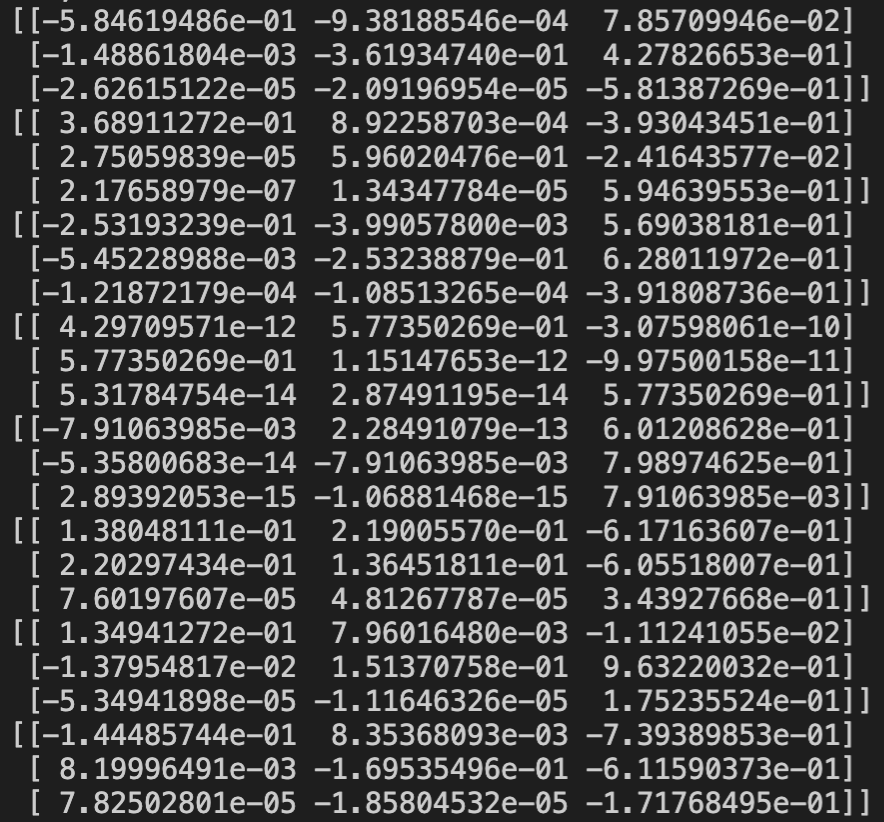 [[-5.84619486e-01 -9.38188546e-04  7.85709946e-02]
 [-1.48861804e-03 -3.61934740e-01  4.27826653e-01]
 [-2.62615122e-05 -2.09196954e-05 -5.81387269e-01]]
[[ 3.68911272e-01  8.92258703e-04 -3.93043451e-01]
 [ 2.75059839e-05  5.96020476e-01 -2.41643577e-02]
 [ 2.17658979e-07  1.34347784e-05  5.94639553e-01]]
[[-2.53193239e-01 -3.99057800e-03  5.69038181e-01]
 [-5.45228988e-03 -2.53238879e-01  6.28011972e-01]
 [-1.21872179e-04 -1.08513265e-04 -3.91808736e-01]]
[[ 4.29709571e-12  5.77350269e-01 -3.07598061e-10]
 [ 5.77350269e-01  1.15147653e-12 -9.97500158e-11]
 [ 5.31784754e-14  2.87491195e-14  5.77350269e-01]]
[[-7.91063985e-03  2.28491079e-13  6.01208628e-01]
 [-5.35800683e-14 -7.91063985e-03  7.98974625e-01]
 [ 2.89392053e-15 -1.06881468e-15  7.91063985e-03]]
[[ 1.38048111e-01  2.19005570e-01 -6.17163607e-01]
 [ 2.20297434e-01  1.36451811e-01 -6.05518007e-01]
 [ 7.60197607e-05  4.81267787e-05  3.43927668e-01]]
[[ 1.34941272e-01  7.96016480e-03 -1.11241055e-02]
 [-1.37954817e-02  1.51370758e-01  9.63220032e-01]
 [-5.34941898e-05 -1.11646326e-05  1.75235524e-01]]
[[-1.44485744e-01  8.35368093e-03 -7.39389853e-01]
 [ 8.19996491e-03 -1.69535496e-01 -6.11590373e-01]
 [ 7.82502801e-05 -1.85804532e-05 -1.71768495e-01]]